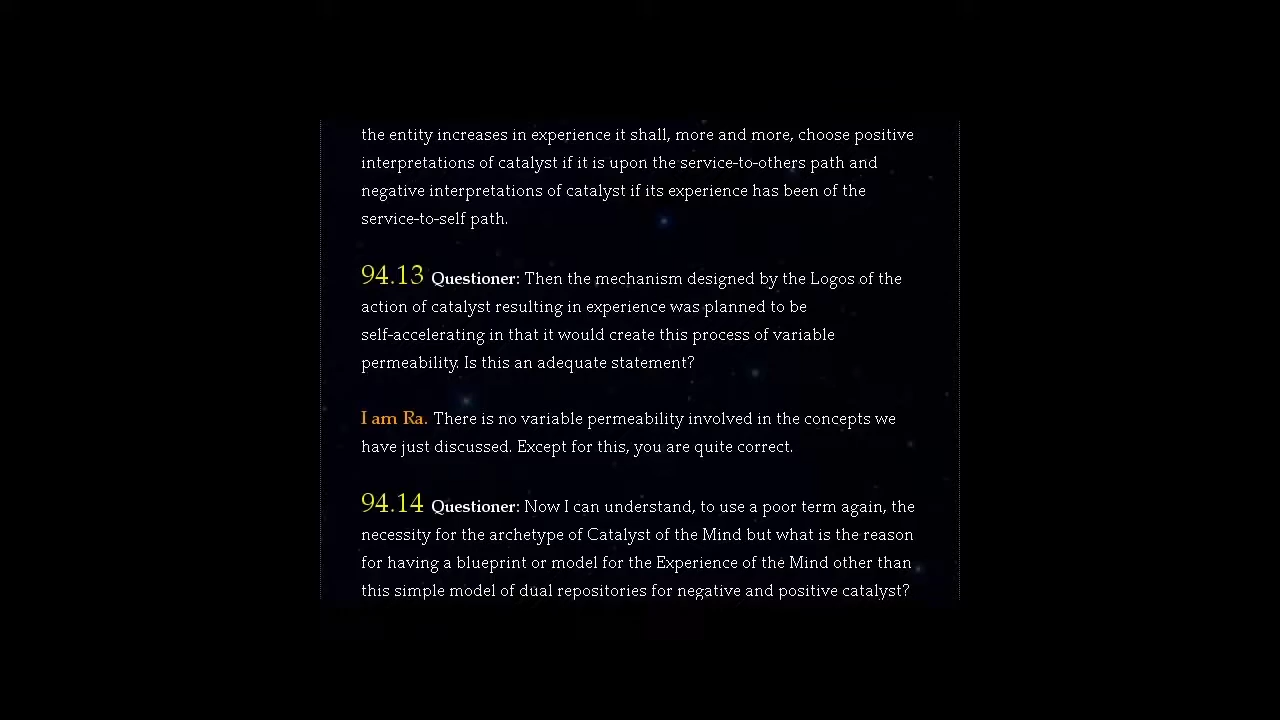 the entity increases in experience it shall, more and more, choose positive
interpretations of catalyst if it is upon the service-to-others path and
negative interpretations of catalyst if its experience has been of the
service-to-self path.
94.13 Questioner: Then the mechanism designed by the Logos of the
action of catalyst resulting in experience was planned to be
self-accelerating in that it would create this process of variable
permeability. Is this an adequate statement?
I am Ra. There is no variable permeability involved in the concepts we
have just discussed. Except for this, you are quite correct.
94.14 Questioner: Now I can understand, to use a poor term again, the
necessity for the archetype of Catalyst of the Mind but what is the reason
for having a blueprint or model for the Experience of the Mind other than
this simple model of dual repositories for negative and positive catalyst?